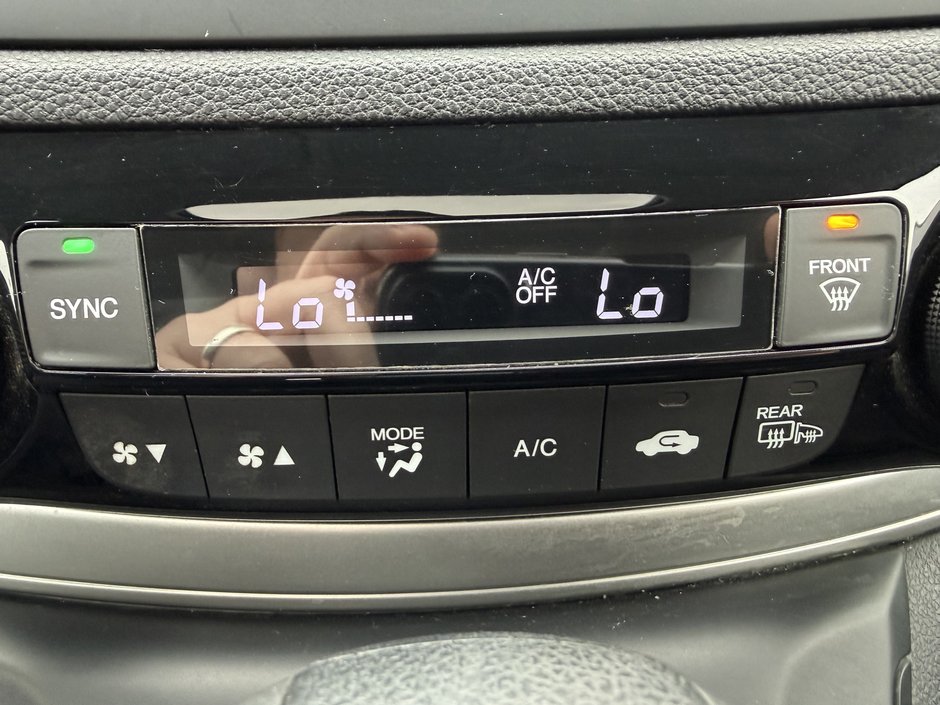 SYNC
Lo
A/C
OFF
Lo
FRONT
MODE
A/C
REAR